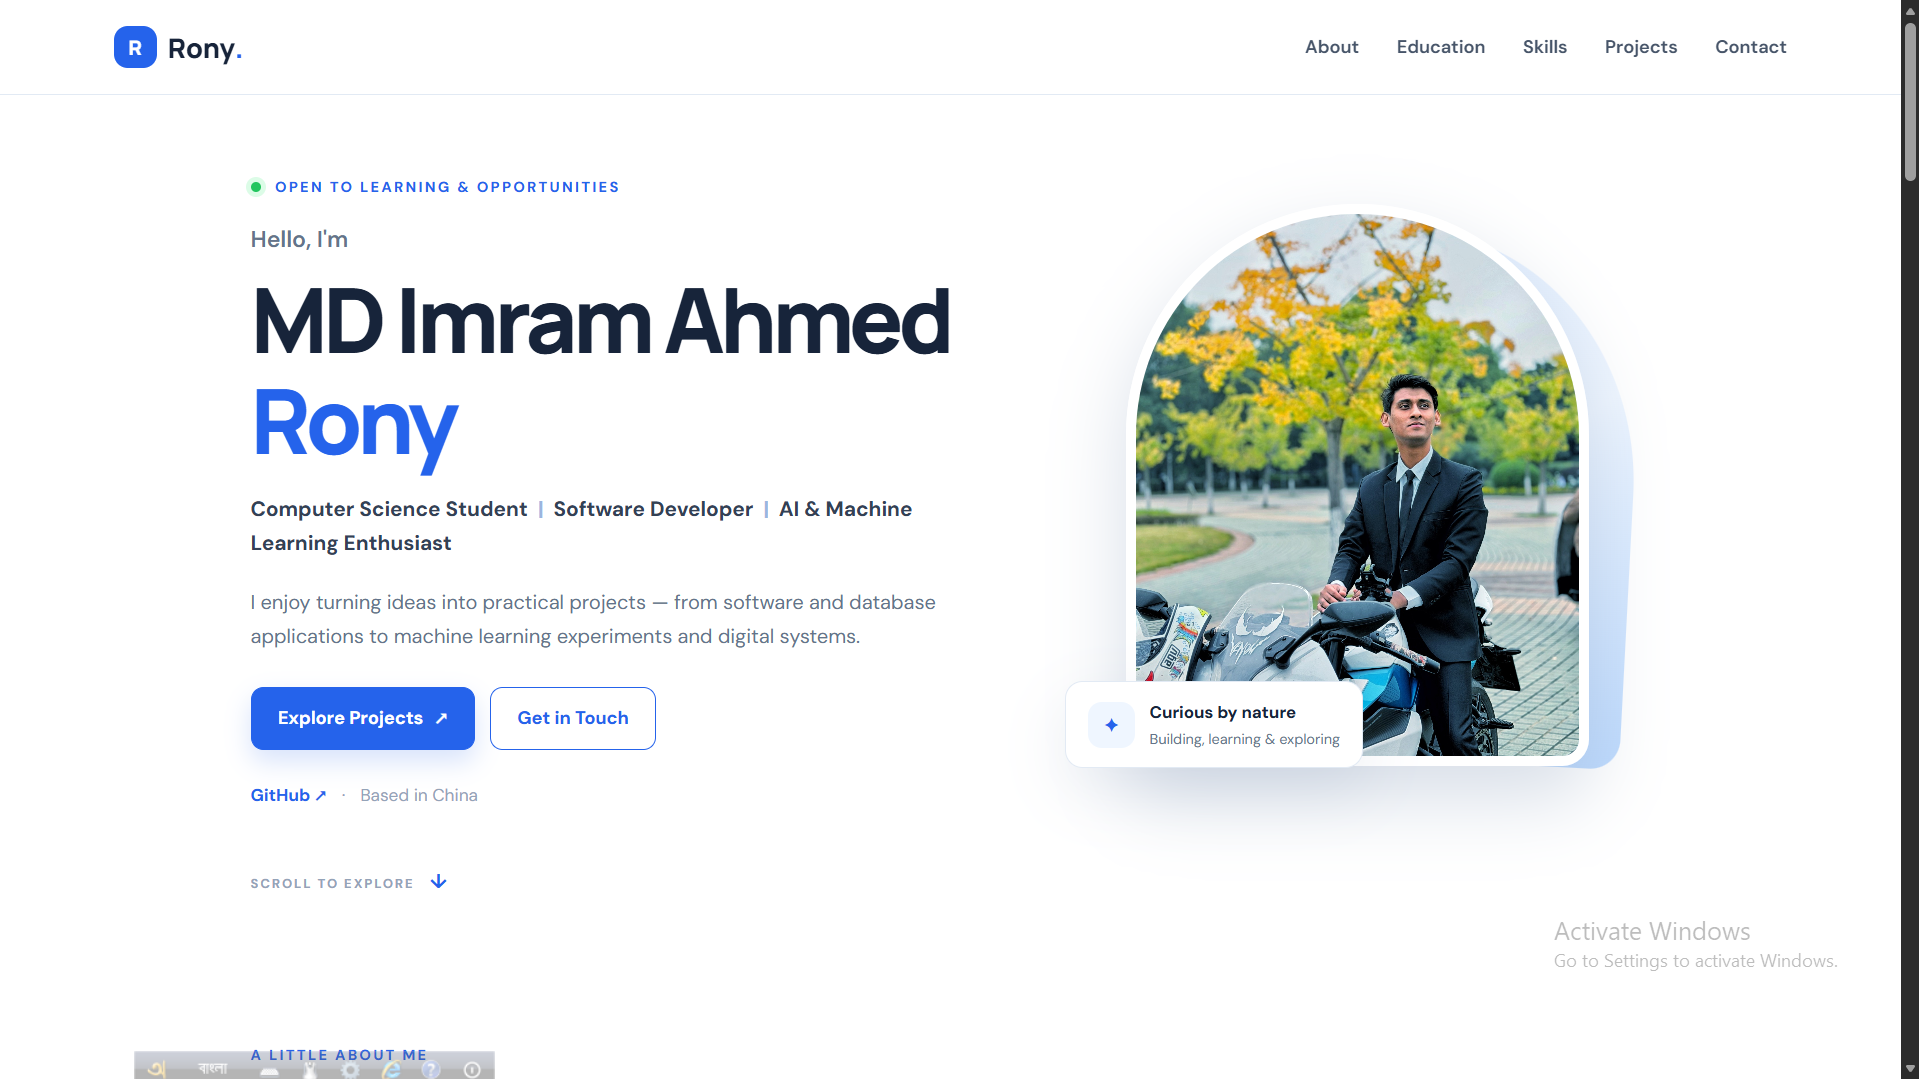 R Rony.
About Education Skills Projects Contact
OPEN TO LEARNING & OPPORTUNITIES
Hello, I'm
MD Imram Ahmed
Rony
Computer Science Student | Software Developer | AI & Machine
Learning Enthusiast
I enjoy turning ideas into practical projects — from software and database
applications to machine learning experiments and digital systems.
Explore Projects ↗ Get in Touch
agv
Curious by nature
Building, learning & exploring
GitHub ↗ · Based in China
SCROLL TO EXPLORE ↓
Activate Windows
Go to Settings to activate Windows.
A LITTLE ABOUT ME
অ বাংলা